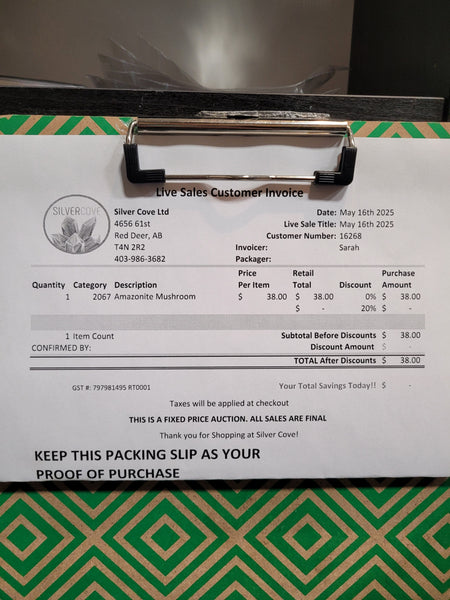 Live Sales Customer Invoice
SILVERCOVE
Silver Cove Ltd
4656 61st
Red Deer, AB
T4N 2R2
403-986-3682
Date: May 16th 2025
Live Sale Title: May 16th 2025
Customer Number: 16268
Invoicer: Sarah
Packager:
Quantity Category Description Price Per Item Retail Total Discount Purchase Amount
1 2067 Amazonite Mushroom $ 38.00 $ 38.00 0% $ 38.00
$ - 20% $ -
1 Item Count Subtotal Before Discounts $ 38.00
CONFIRMED BY: Discount Amount $ -
TOTAL After Discounts $ 38.00
GST #: 797981495 RT0001 Your Total Savings Today!! $ -
Taxes will be applied at checkout
THIS IS A FIXED PRICE AUCTION. ALL SALES ARE FINAL
Thank you for Shopping at Silver Cove!
KEEP THIS PACKING SLIP AS YOUR
PROOF OF PURCHASE